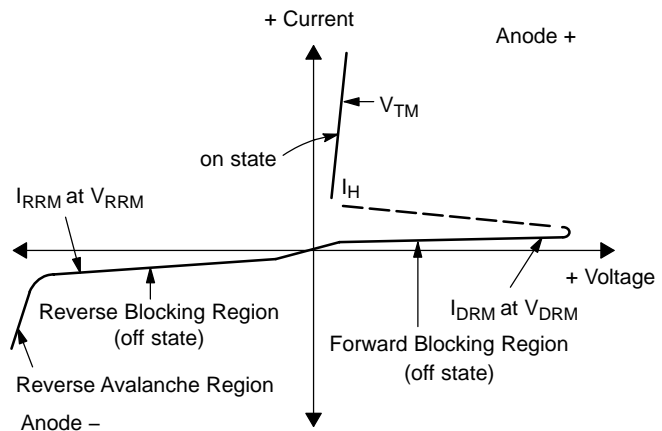 + Current
Anode +
V_TM
on state
I_H
I_RRM at V_RRM
+ Voltage
Reverse Blocking Region
(off state)
I_DRM at V_DRM
Forward Blocking Region
(off state)
Reverse Avalanche Region
Anode −